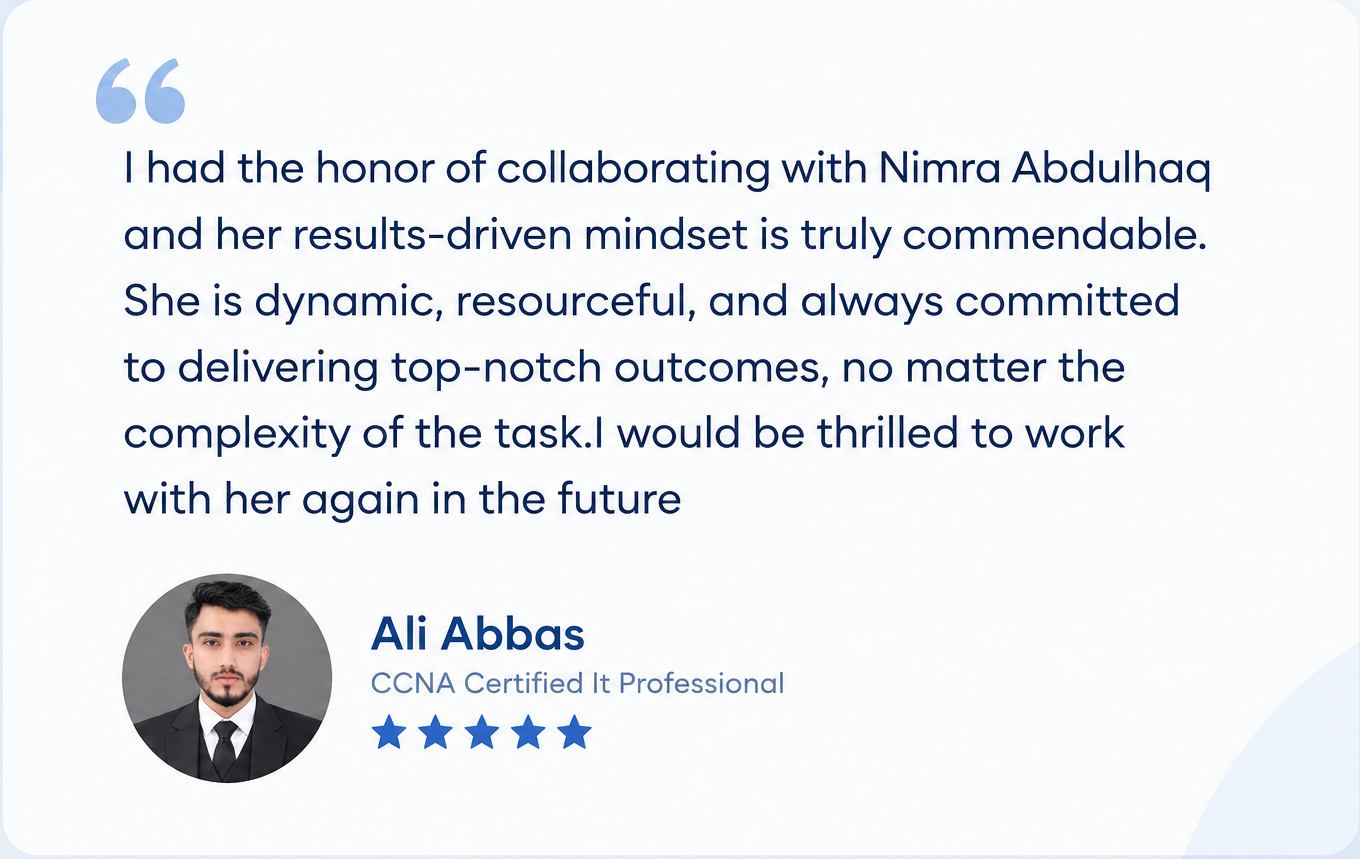 “
I had the honor of collaborating with Nimra Abdulhaq
and her results-driven mindset is truly commendable.
She is dynamic, resourceful, and always committed
to delivering top-notch outcomes, no matter the
complexity of the task.I would be thrilled to work
with her again in the future
Ali Abbas
CCNA Certified It Professional